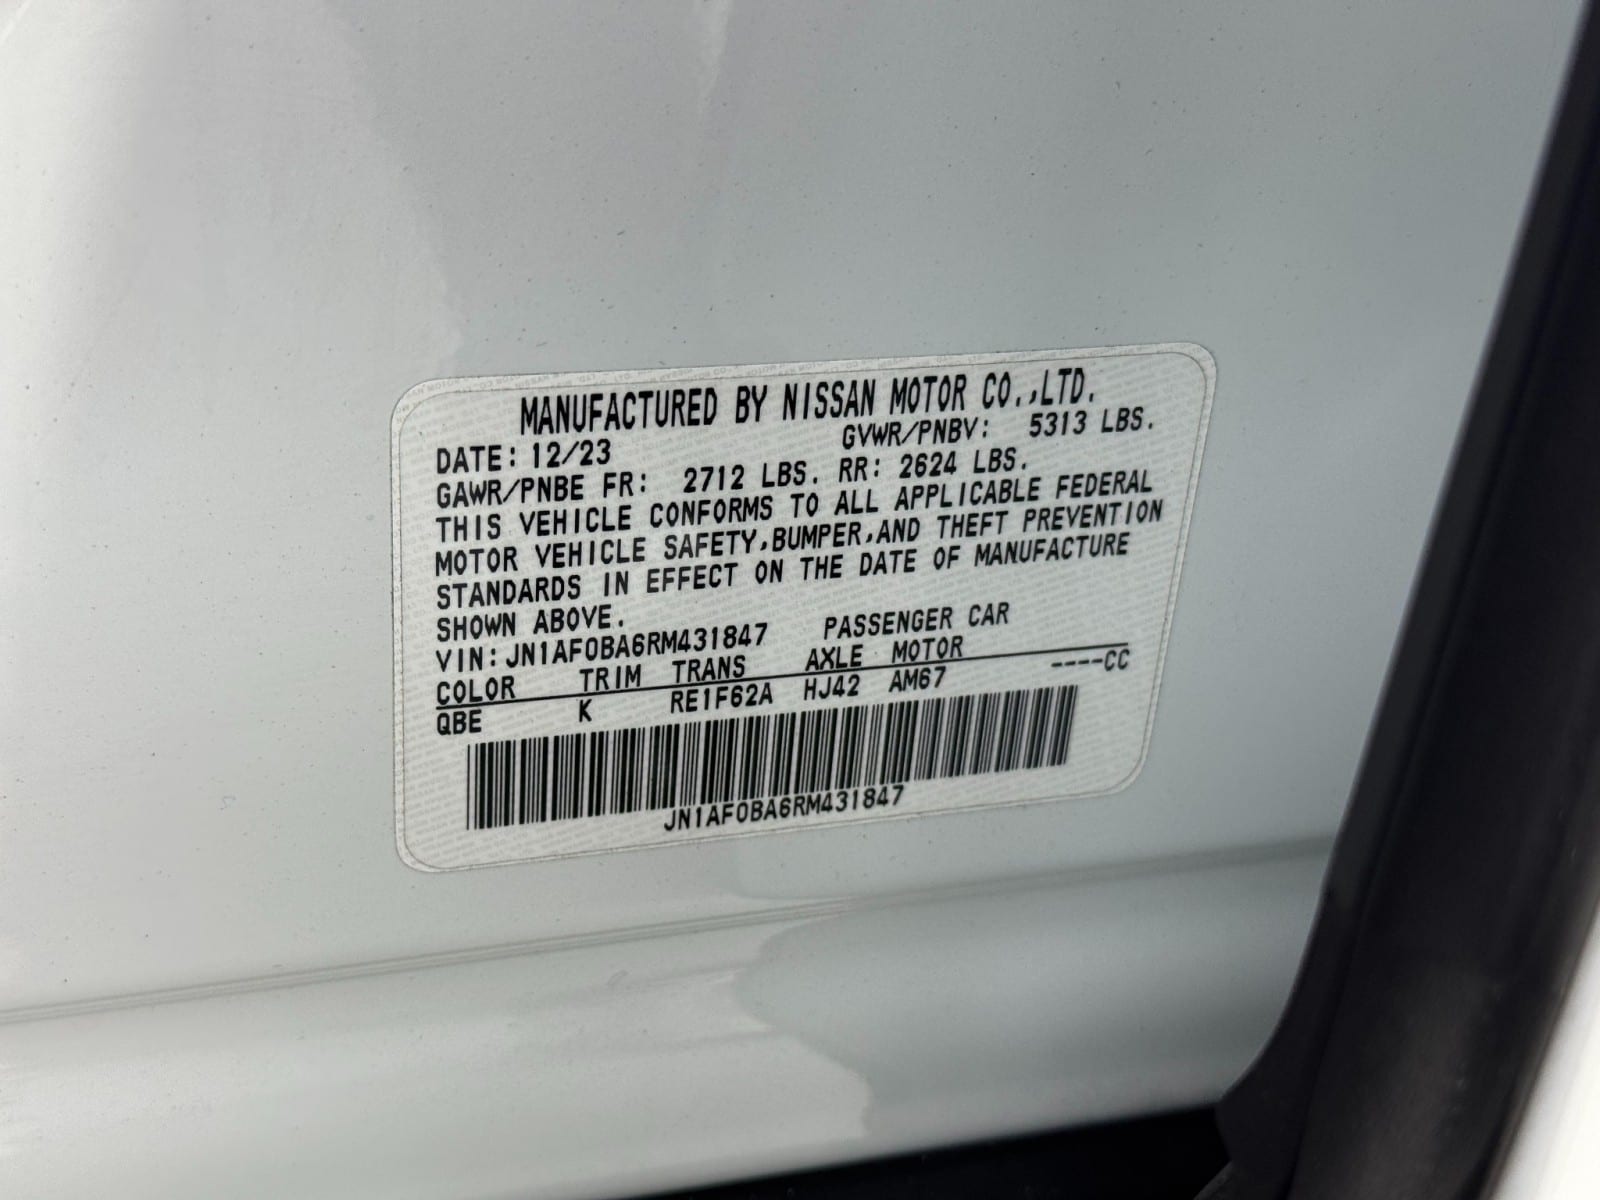 MANUFACTURED BY NISSAN MOTOR CO.,LTD.
DATE: 12/23 GVWR/PNBV: 5313 LBS.
GAWR/PNBE FR: 2712 LBS. RR: 2624 LBS.
THIS VEHICLE CONFORMS TO ALL APPLICABLE FEDERAL
MOTOR VEHICLE SAFETY,BUMPER,AND THEFT PREVENTION
STANDARDS IN EFFECT ON THE DATE OF MANUFACTURE
SHOWN ABOVE.
VIN:JN1AF0BA6RM431847 PASSENGER CAR
COLOR TRIM TRANS AXLE MOTOR
QBE K RE1F62A HJ42 AM67 ----CC
JN1AF0BA6RM431847